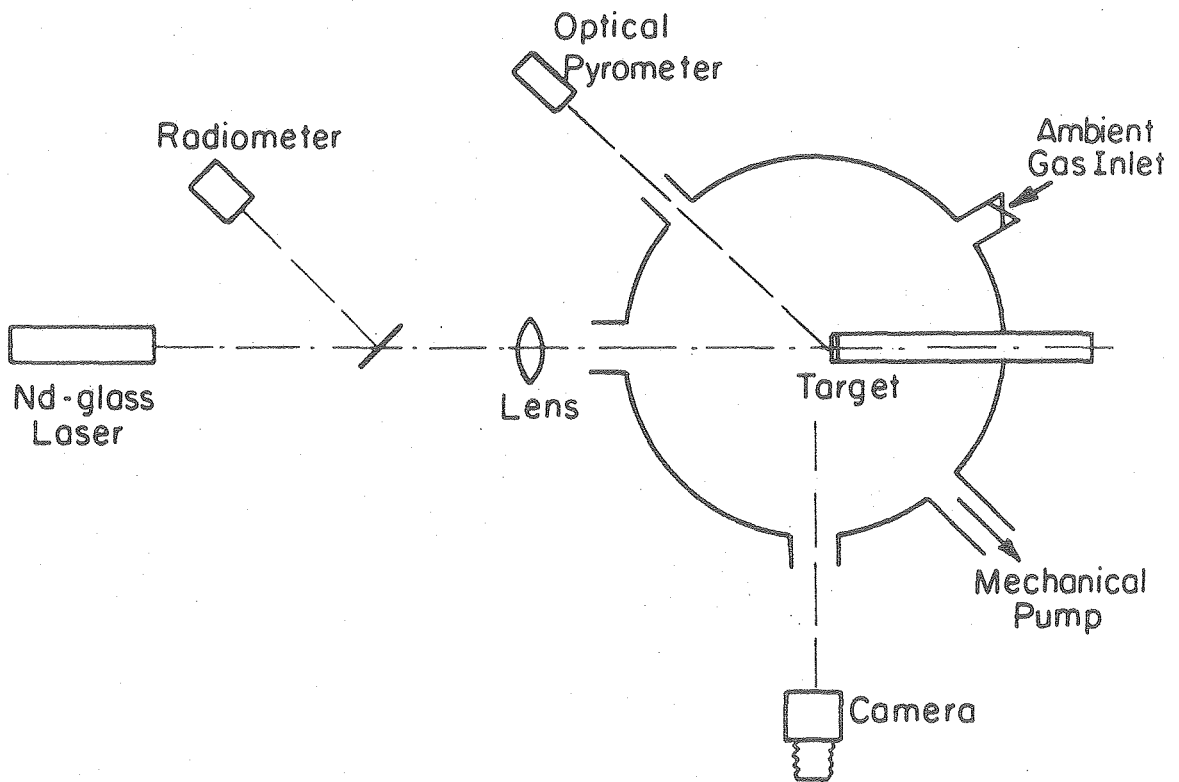 Optical
Pyrometer
Radiometer
Ambient
Gas Inlet
Nd-glass
Laser
Lens
Target
Mechanical
Pump
Camera